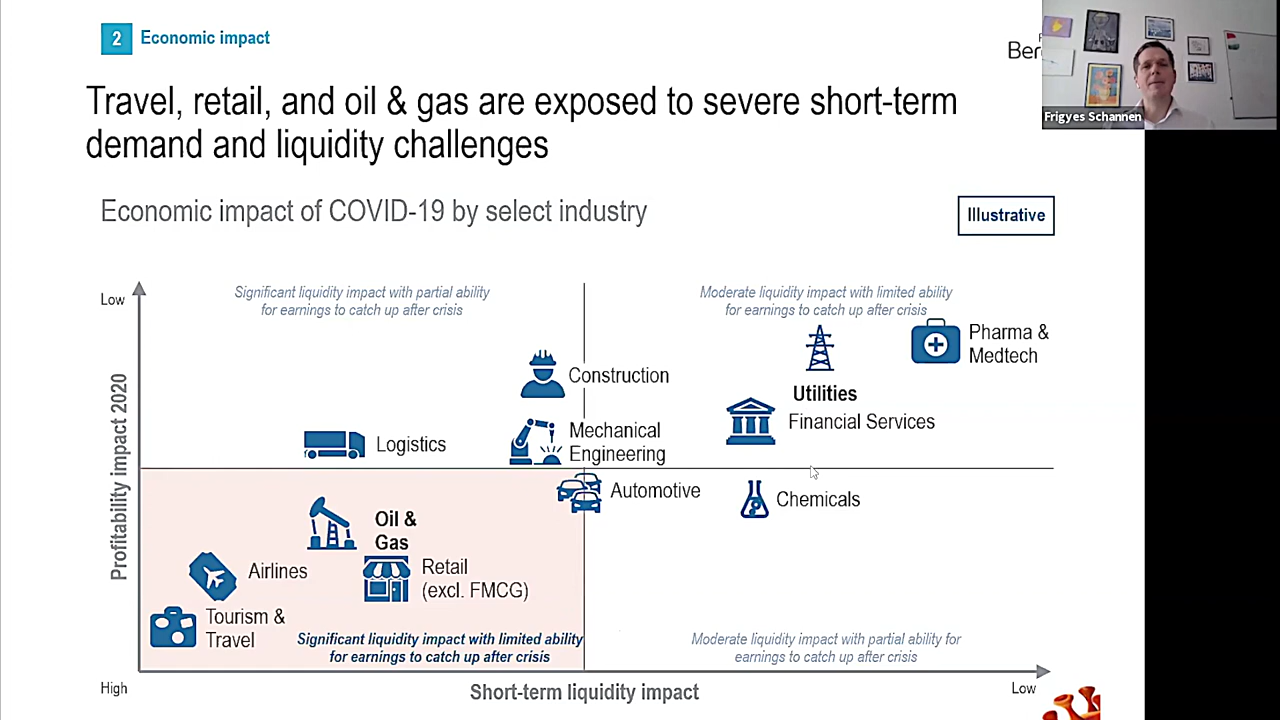 2 Economic impact
Ber
Frigyes Schannen
Travel, retail, and oil & gas are exposed to severe short-term
demand and liquidity challenges
Economic impact of COVID-19 by select industry
Illustrative
Low
Significant liquidity impact with partial ability
for earnings to catch up after crisis
Moderate liquidity impact with limited ability
for earnings to catch up after crisis
Pharma &
Medtech
Construction
Utilities
Financial Services
Mechanical
Engineering
Logistics
Profitability impact 2020
Automotive
Chemicals
Oil &
Gas
Airlines
Retail
(excl. FMCG)
Tourism &
Travel
Significant liquidity impact with limited ability
for earnings to catch up after crisis
Moderate liquidity impact with partial ability for
earnings to catch up after crisis
High
Short-term liquidity impact
Low